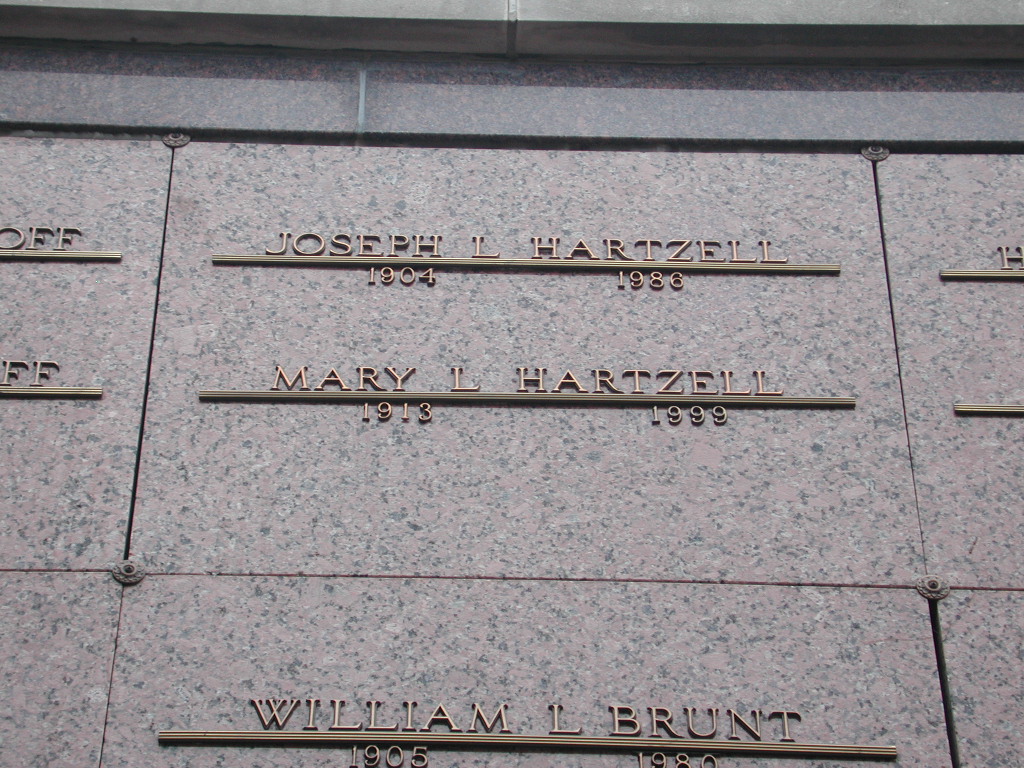 JOSEPH L HARTZELL
1904 1986
MARY L HARTZELL
1913 1999
WILLIAM L BRUNT
1905 1980